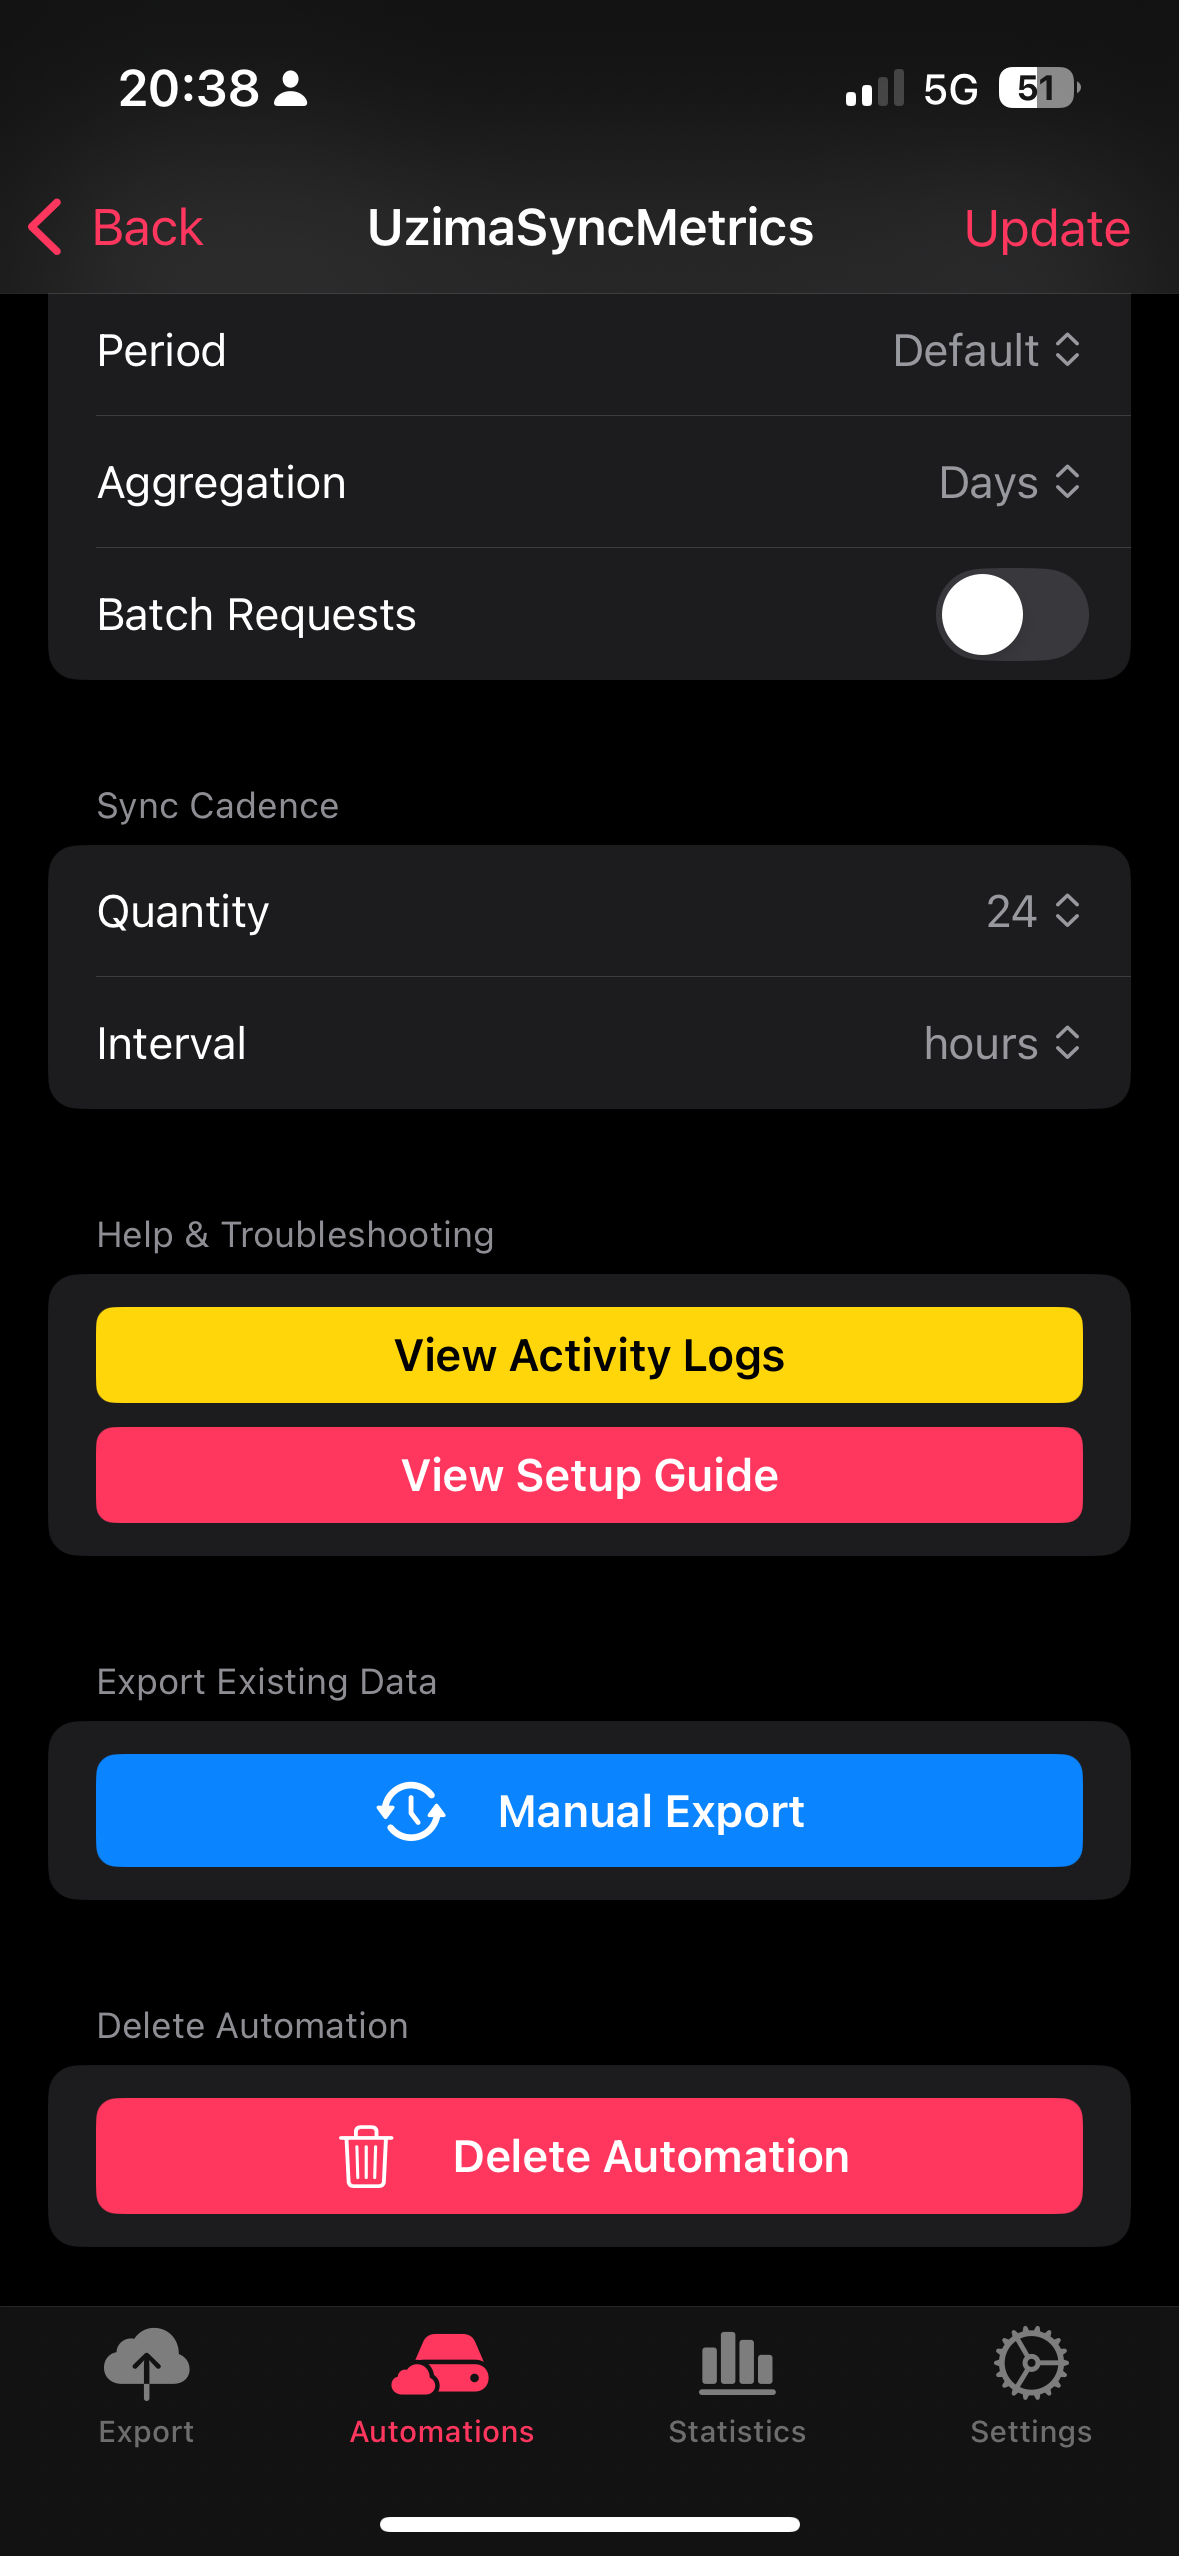 20:38 5G 51
Back UzimaSyncMetrics Update
Period Default
Aggregation Days
Batch Requests
Sync Cadence
Quantity 24
Interval hours
Help & Troubleshooting
View Activity Logs
View Setup Guide
Export Existing Data
Manual Export
Delete Automation
Delete Automation
Export Automations Statistics Settings